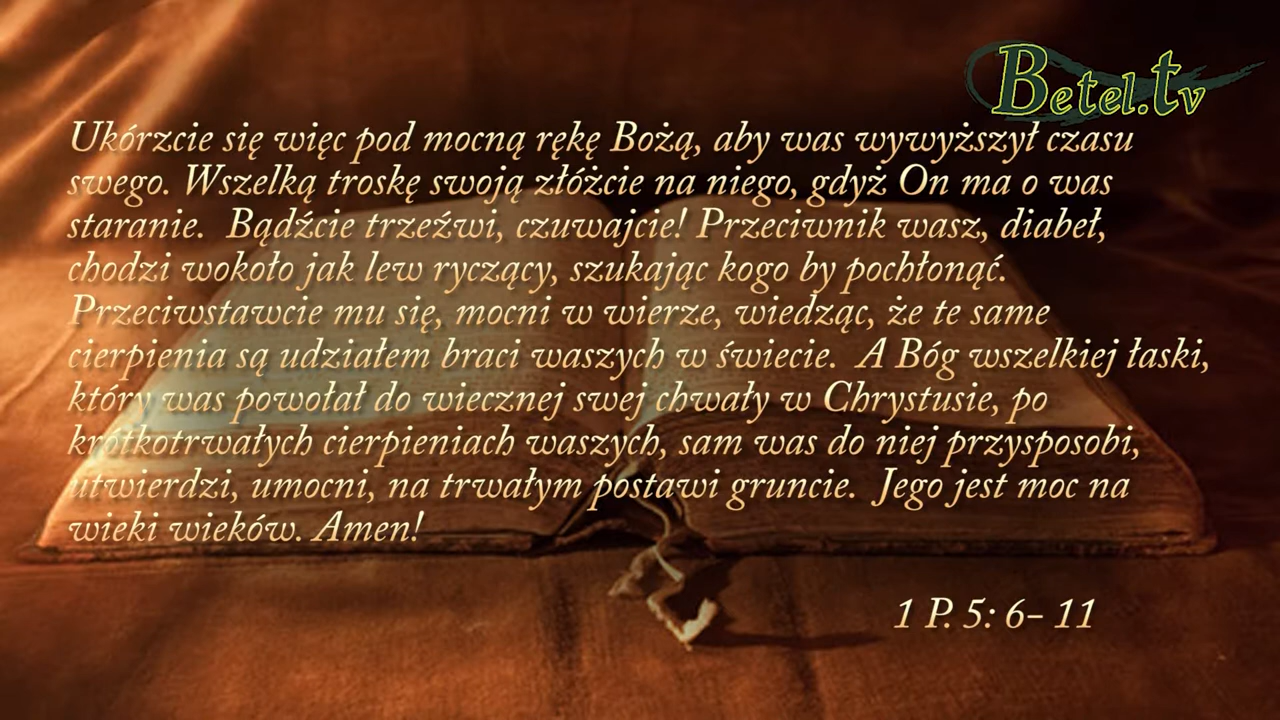 Betel.tv
Ukórzcie się więc pod mocną rękę Bożą, aby was wywyższył czasu
swego. Wszelką troskę swoją złóżcie na niego, gdyż On ma o was
staranie. Bądźcie trzeźwi, czuwajcie! Przeciwnik wasz, diabeł,
chodzi wokoło jak lew ryczący, szukając kogo by pochłonąć.
Przeciwstawcie mu się, mocni w wierze, wiedząc, że te same
cierpienia są udziałem braci waszych w świecie. A Bóg wszelkiej łaski,
który was powołał do wiecznej swej chwały w Chrystusie, po
krótkotrwałych cierpieniach waszych, sam was do niej przysposobi,
utwierdzi, umocni, na trwałym postawi gruncie. Jego jest moc na
wieki wieków. Amen!
1 P. 5: 6– 11